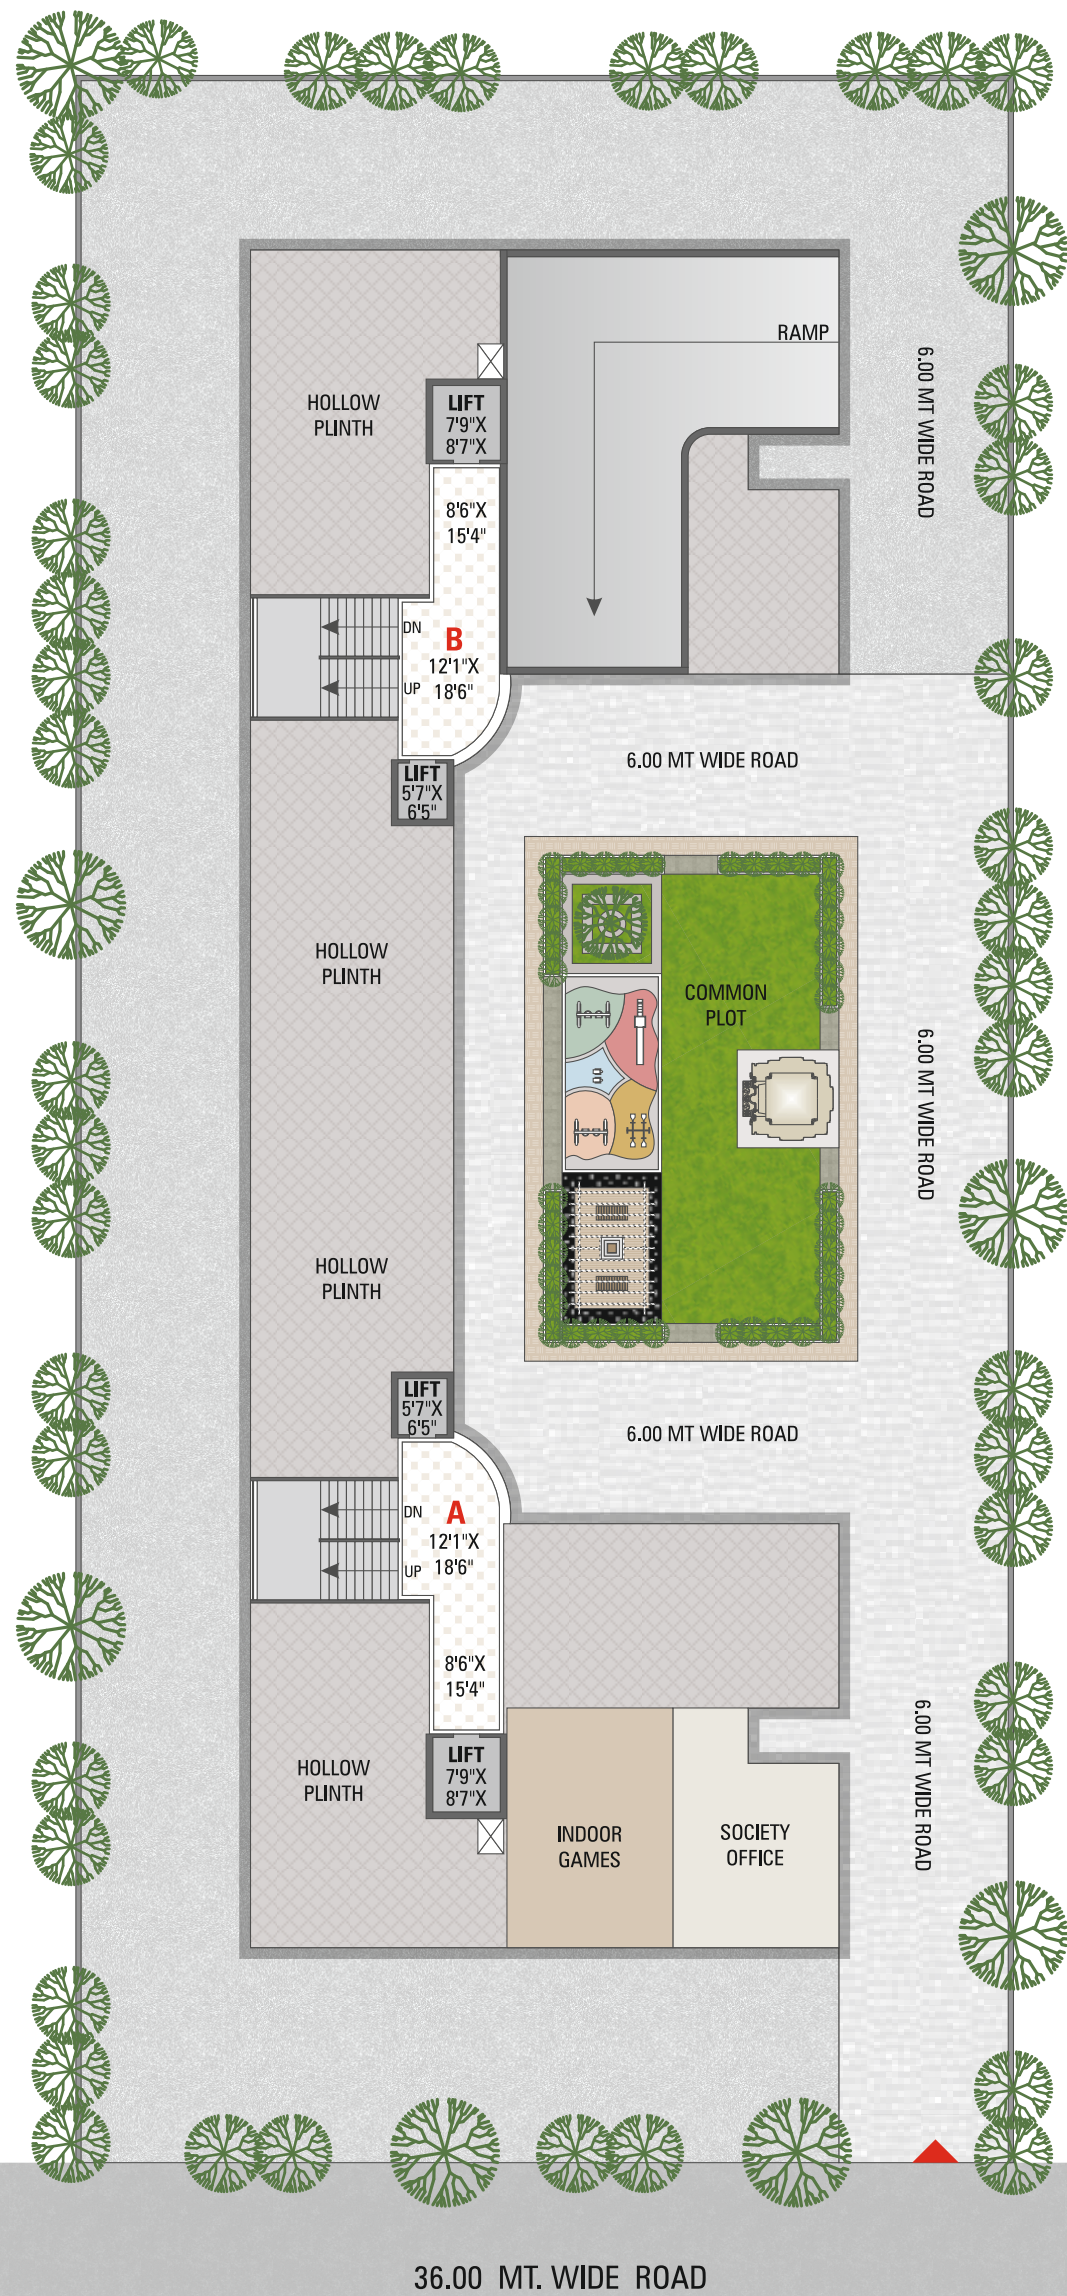 RAMP
6.00 MT WIDE ROAD
HOLLOW
PLINTH
LIFT
7'9"X
8'7"X
8'6"X
15'4"
DN
B
12'1"X
18'6"
UP
6.00 MT WIDE ROAD
LIFT
5'7"X
6'5"
HOLLOW
PLINTH
COMMON
PLOT
6.00 MT WIDE ROAD
HOLLOW
PLINTH
LIFT
5'7"X
6'5"
6.00 MT WIDE ROAD
DN
A
12'1"X
18'6"
UP
8'6"X
15'4"
6.00 MT WIDE ROAD
LIFT
7'9"X
8'7"X
HOLLOW
PLINTH
INDOOR
GAMES
SOCIETY
OFFICE
36.00 MT. WIDE ROAD